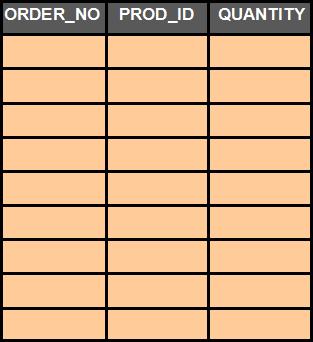 ORDER_NO PROD_ID QUANTITY